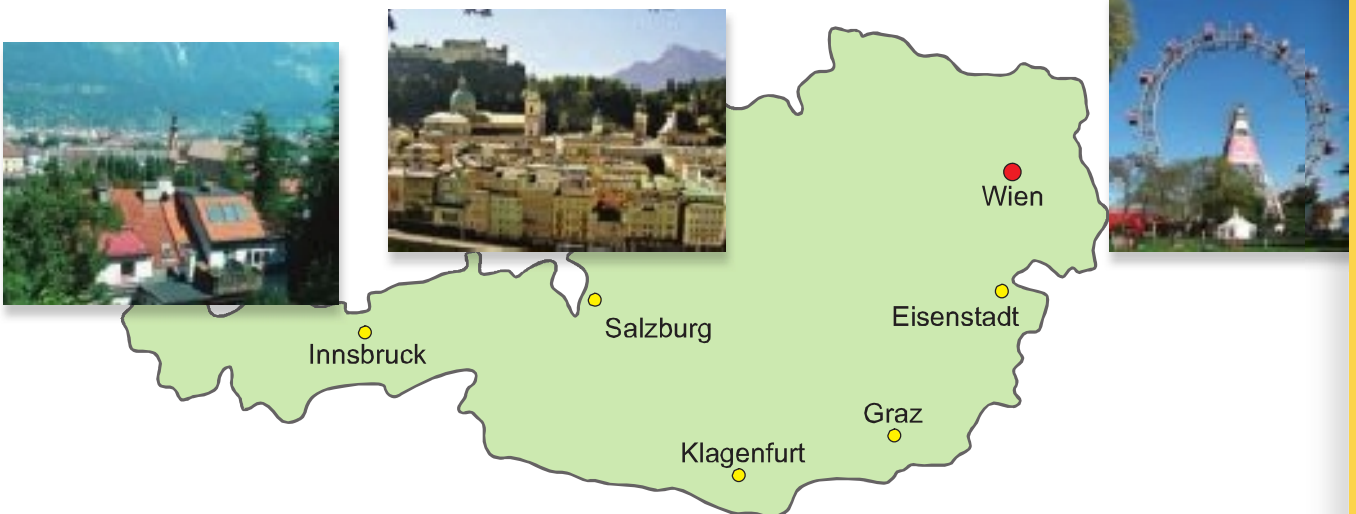 Wien
Eisenstadt
Salzburg
Innsbruck
Graz
Klagenfurt